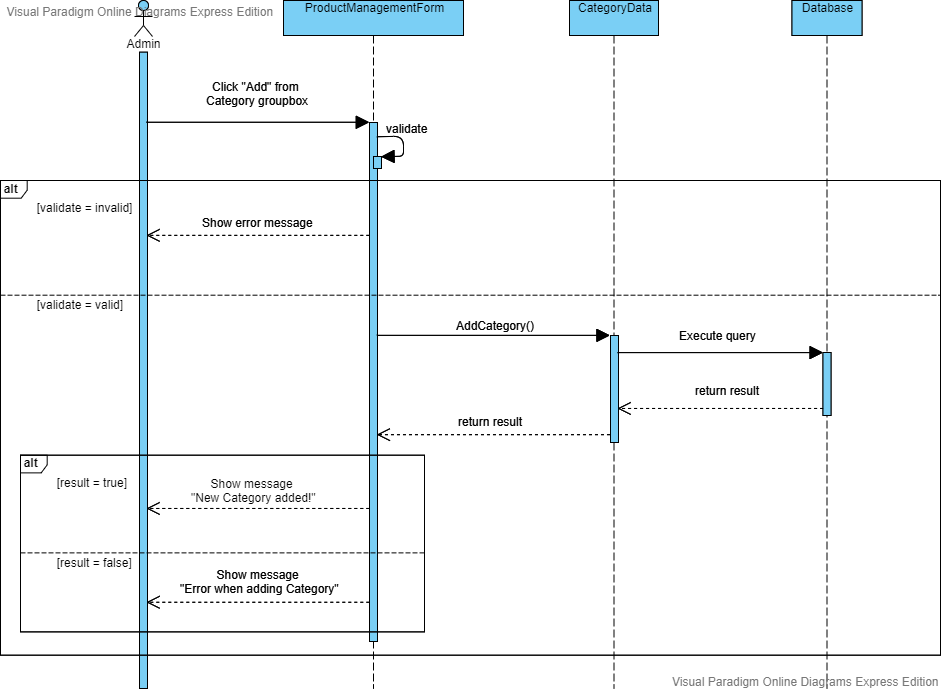 Visual Paradigm Online Diagrams Express Edition
ProductManagementForm
CategoryData
Database
Admin
Click "Add" from
Category groupbox
validate
alt
[validate = invalid]
Show error message
[validate = valid]
AddCategory()
Execute query
return result
return result
alt
[result = true]
Show message
"New Category added!"
[result = false]
Show message
"Error when adding Category"
Visual Paradigm Online Diagrams Express Edition